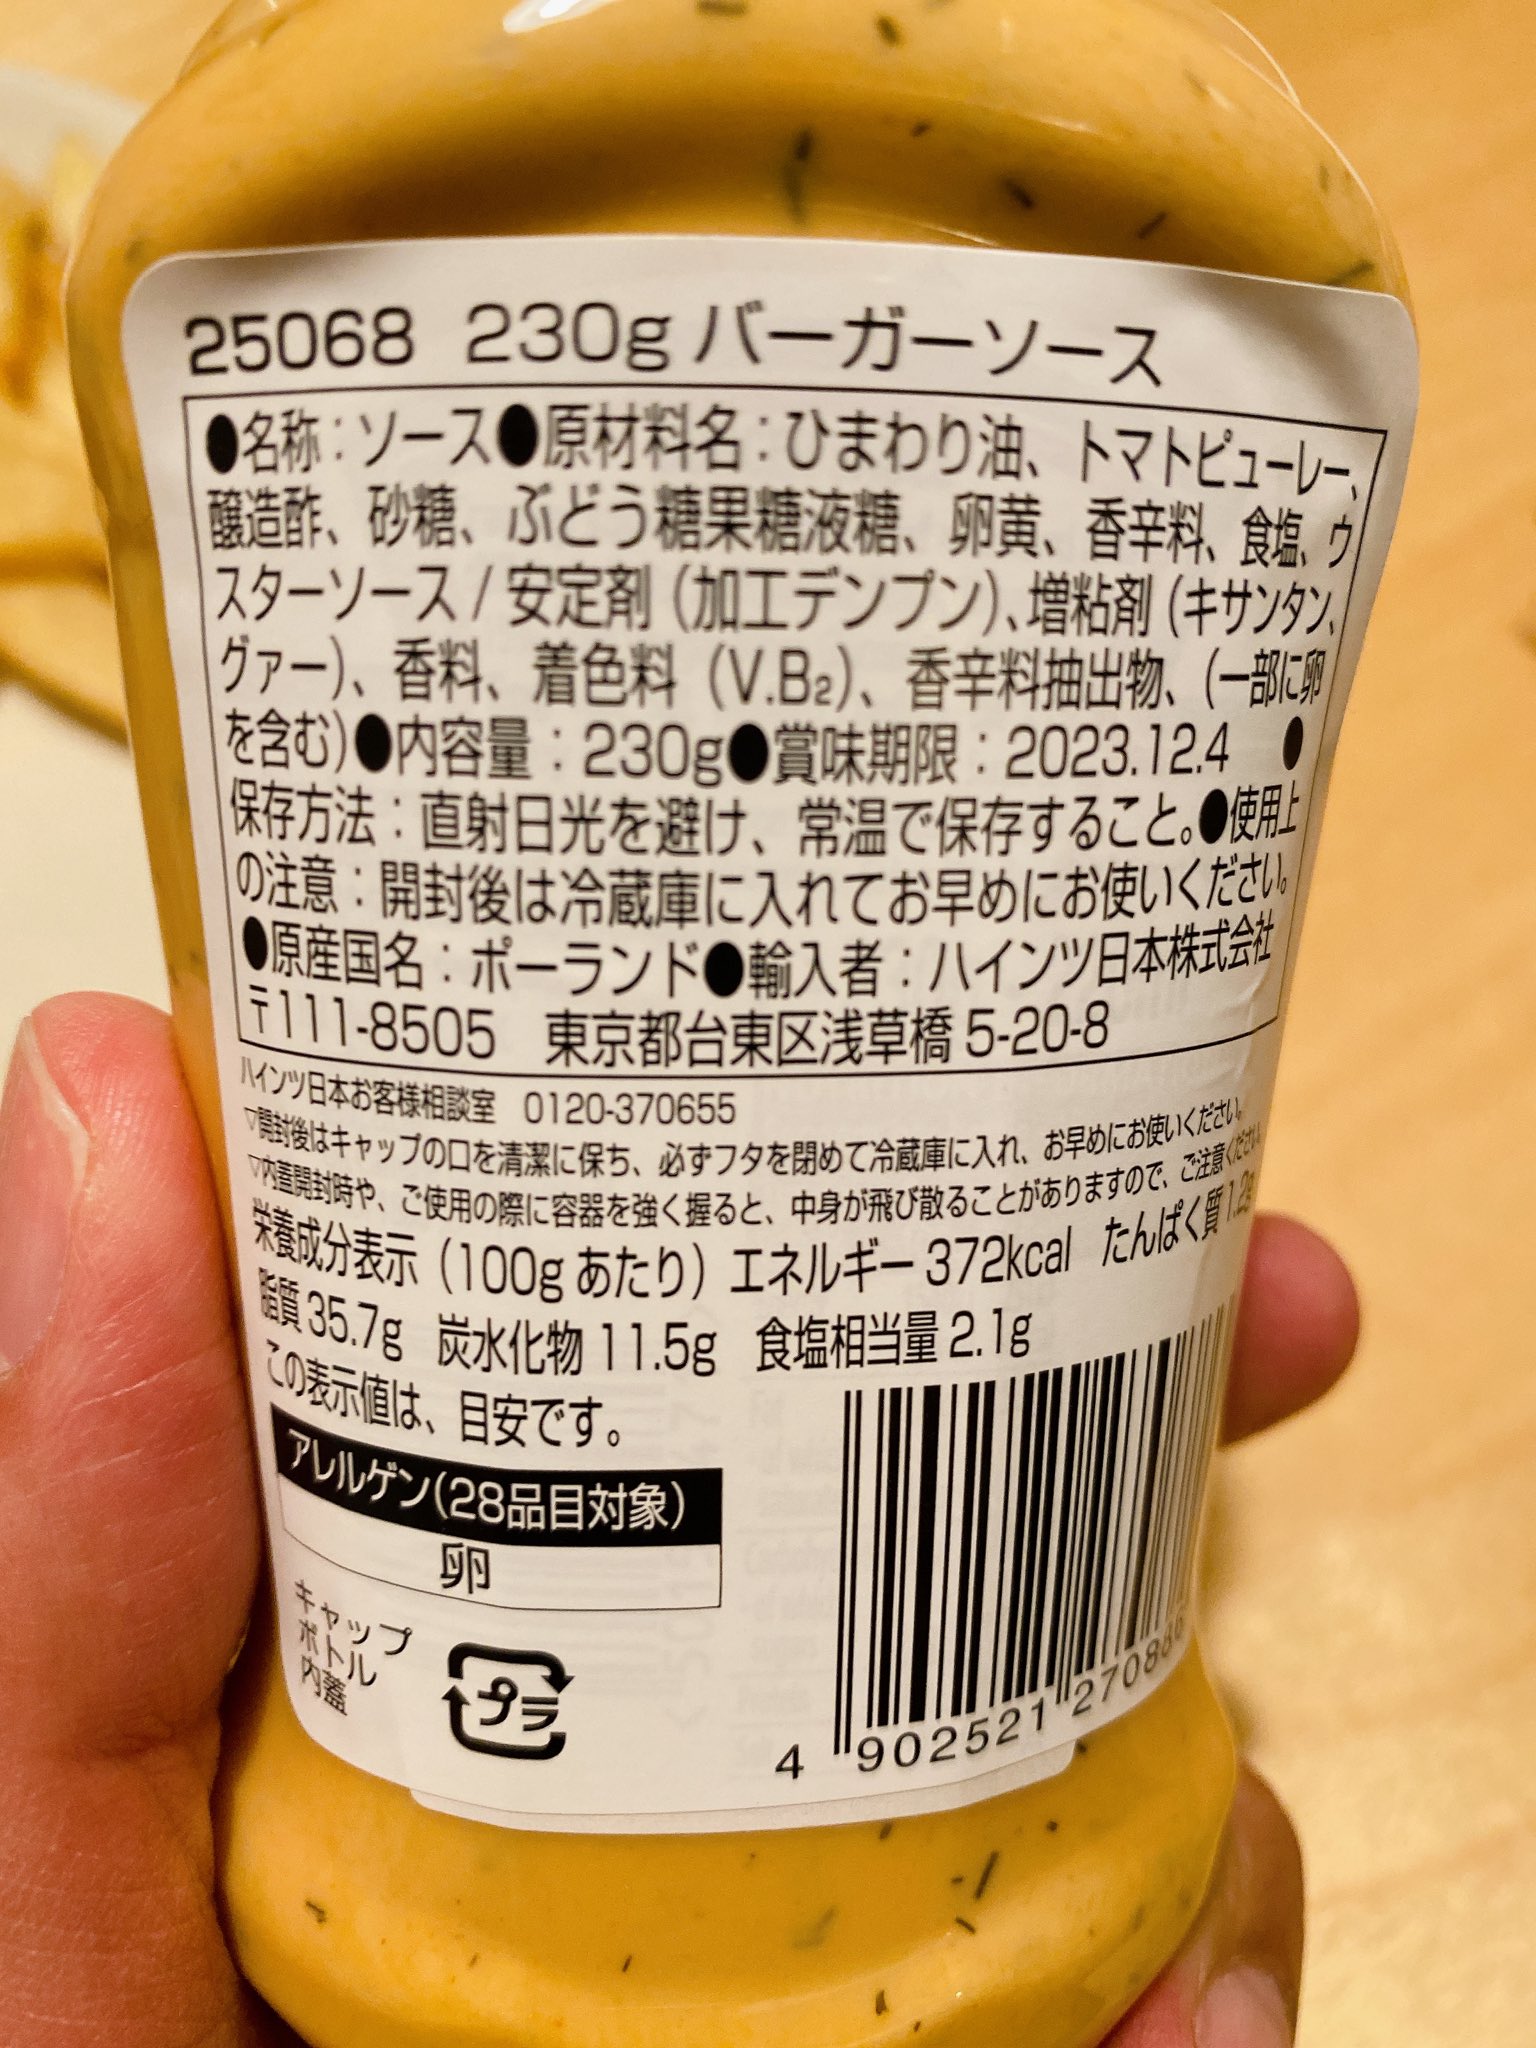 25068 230g バーガーソース
●名称：ソース●原材料名：ひまわり油、トマトピューレー、
醸造酢、砂糖、ぶどう糖果糖液糖、卵黄、香辛料、食塩、ウ
スターソース / 安定剤（加工デンプン）、増粘剤（キサンタン、
グァー）、香料、着色料（V.B₂）、香辛料抽出物、（一部に卵
を含む）●内容量：230g●賞味期限：2023.12.4 ●
保存方法：直射日光を避け、常温で保存すること。●使用上
の注意：開封後は冷蔵庫に入れてお早めにお使いください。
●原産国名：ポーランド●輸入者：ハインツ日本株式会社
〒111-8505 東京都台東区浅草橋 5-20-8
ハインツ日本お客様相談室 0120-370655
▽開封後はキャップの口を清潔に保ち、必ずフタを閉めて冷蔵庫に入れ、お早めにお使いください。
▽内蓋開封時や、ご使用の際に容器を強く握ると、中身が飛び散ることがありますので、ご注意ください。
栄養成分表示（100g あたり）エネルギー 372kcal たんぱく質 1.2g
脂質 35.7g 炭水化物 11.5g 食塩相当量 2.1g
この表示値は、目安です。
アレルゲン（28品目対象）
卵
キャップ
ボトル
内蓋
プラ
4 902521 270886